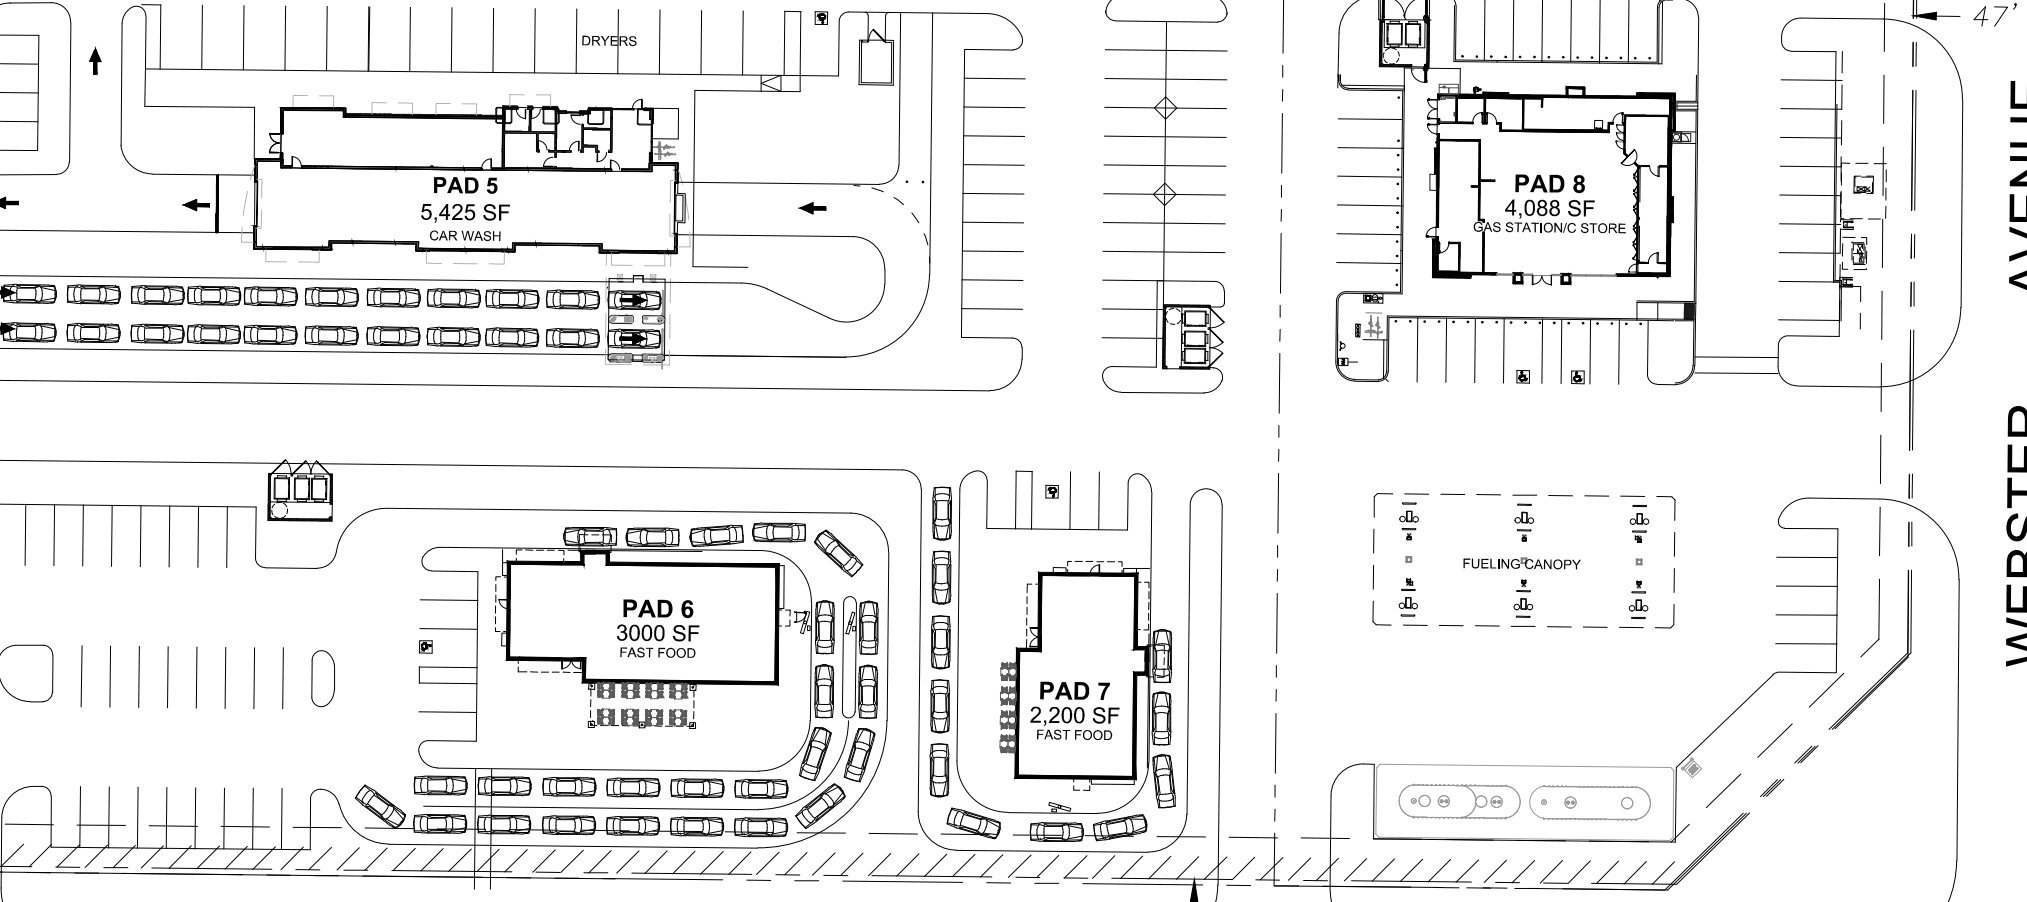 DRYERS
47'
PAD 5
5,425 SF
CAR WASH
PAD 8
4,088 SF
GAS STATION/C STORE
FUELING CANOPY
PAD 6
3000 SF
FAST FOOD
PAD 7
2,200 SF
FAST FOOD
WEBSTER AVENUE